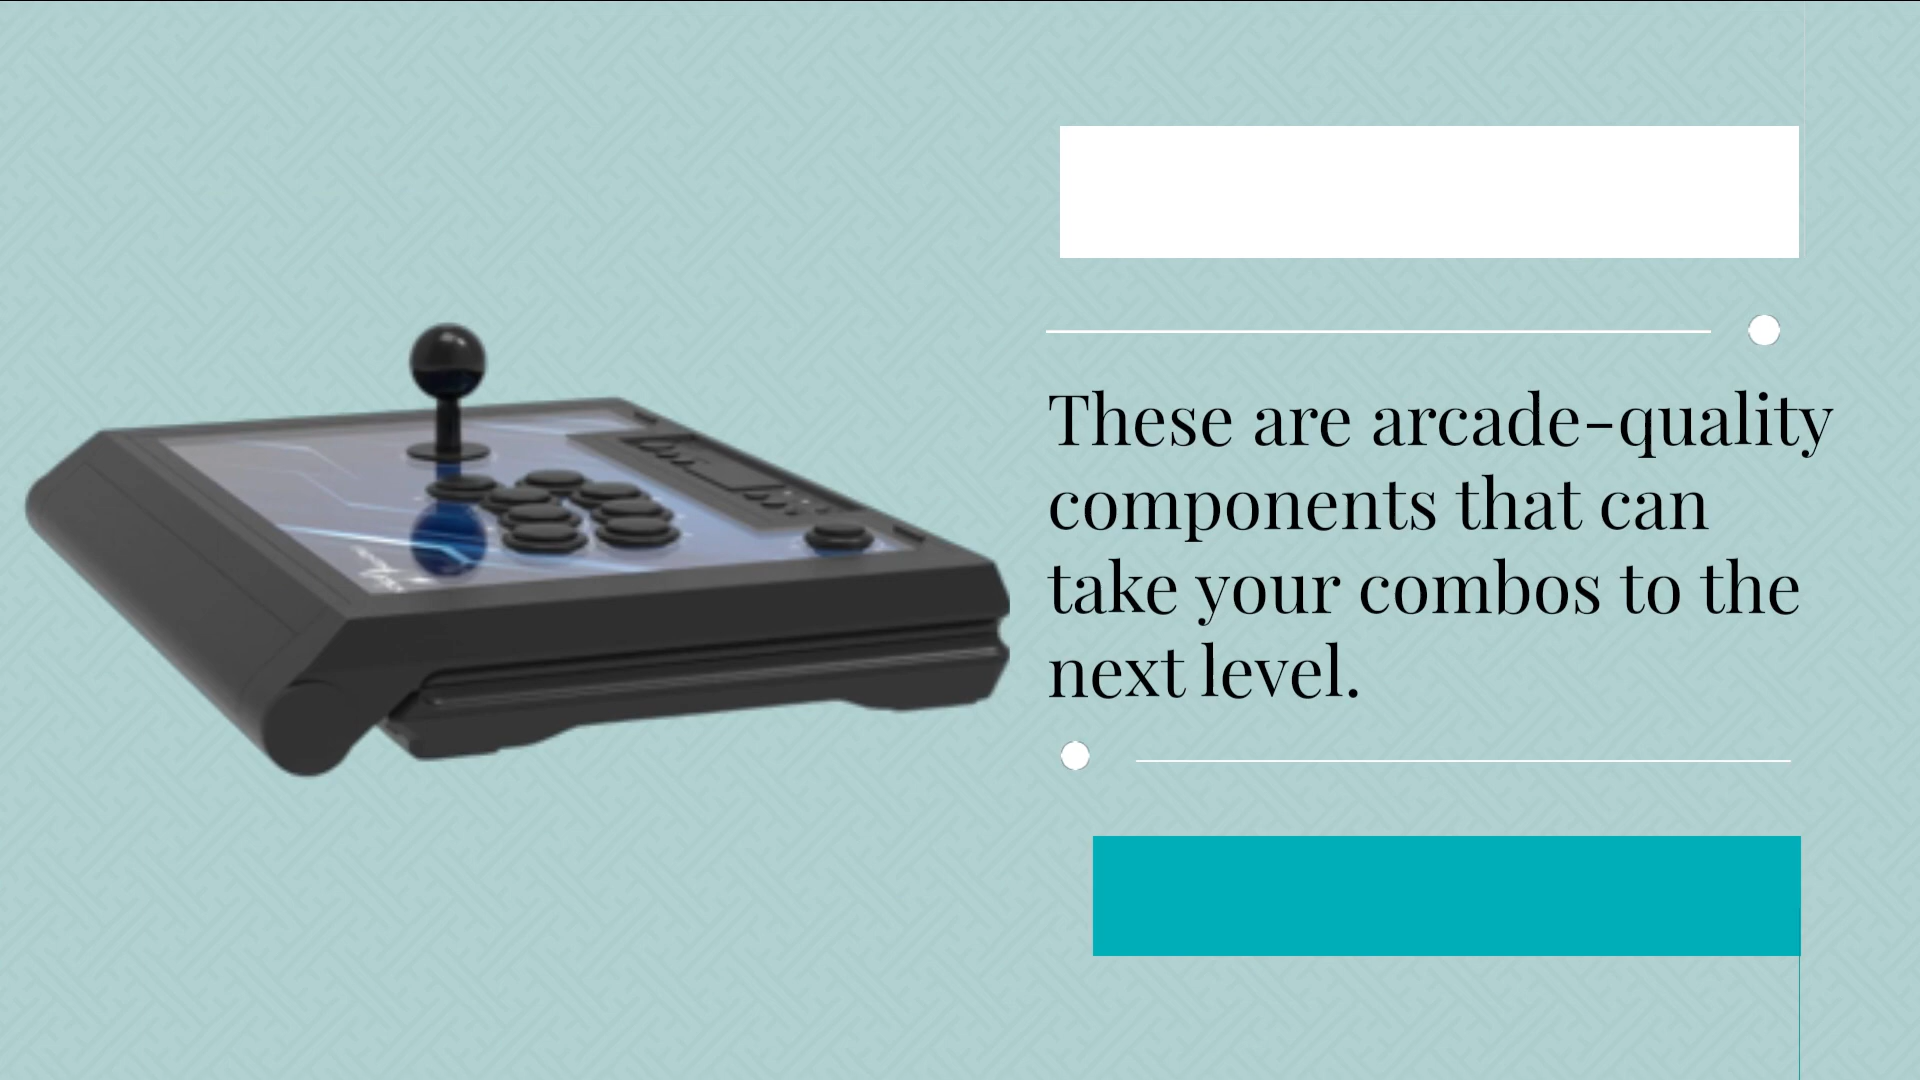 These are arcade-quality
components that can
take your combos to the
next level.